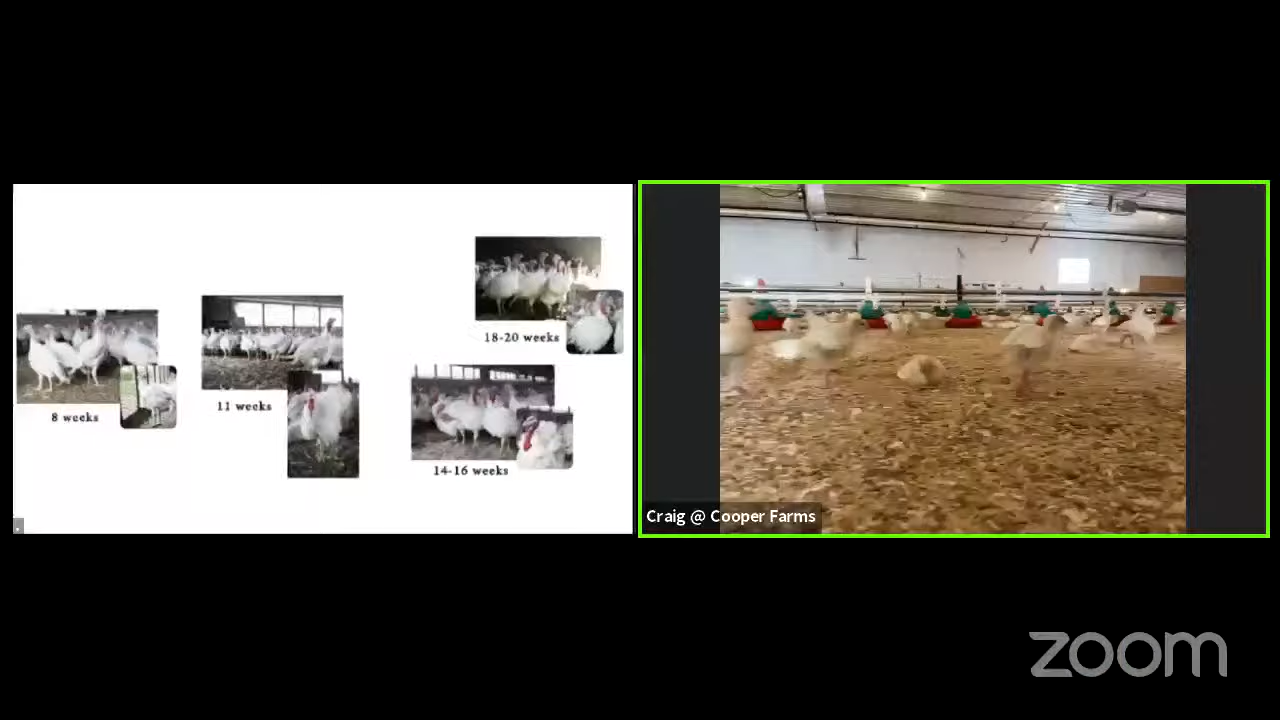 18-20 weeks
8 weeks
11 weeks
14-16 weeks
Craig @ Cooper Farms
zoom